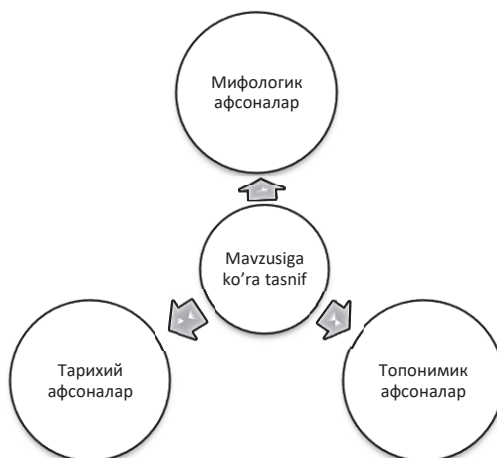 Мифологик
афсоналар
Mavzusiga
ko’ra tasnif
Тарихий
афсоналар
Топонимик
афсоналар